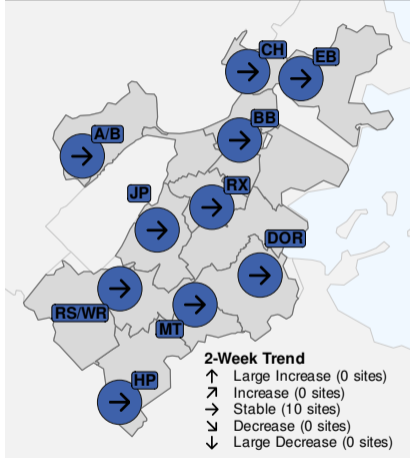 CH
EB
BB
A/B
JP
RX
DOR
RS/WR
MT
HP
2-Week Trend
↑ Large Increase (0 sites)
↗ Increase (0 sites)
→ Stable (10 sites)
↘ Decrease (0 sites)
↓ Large Decrease (0 sites)